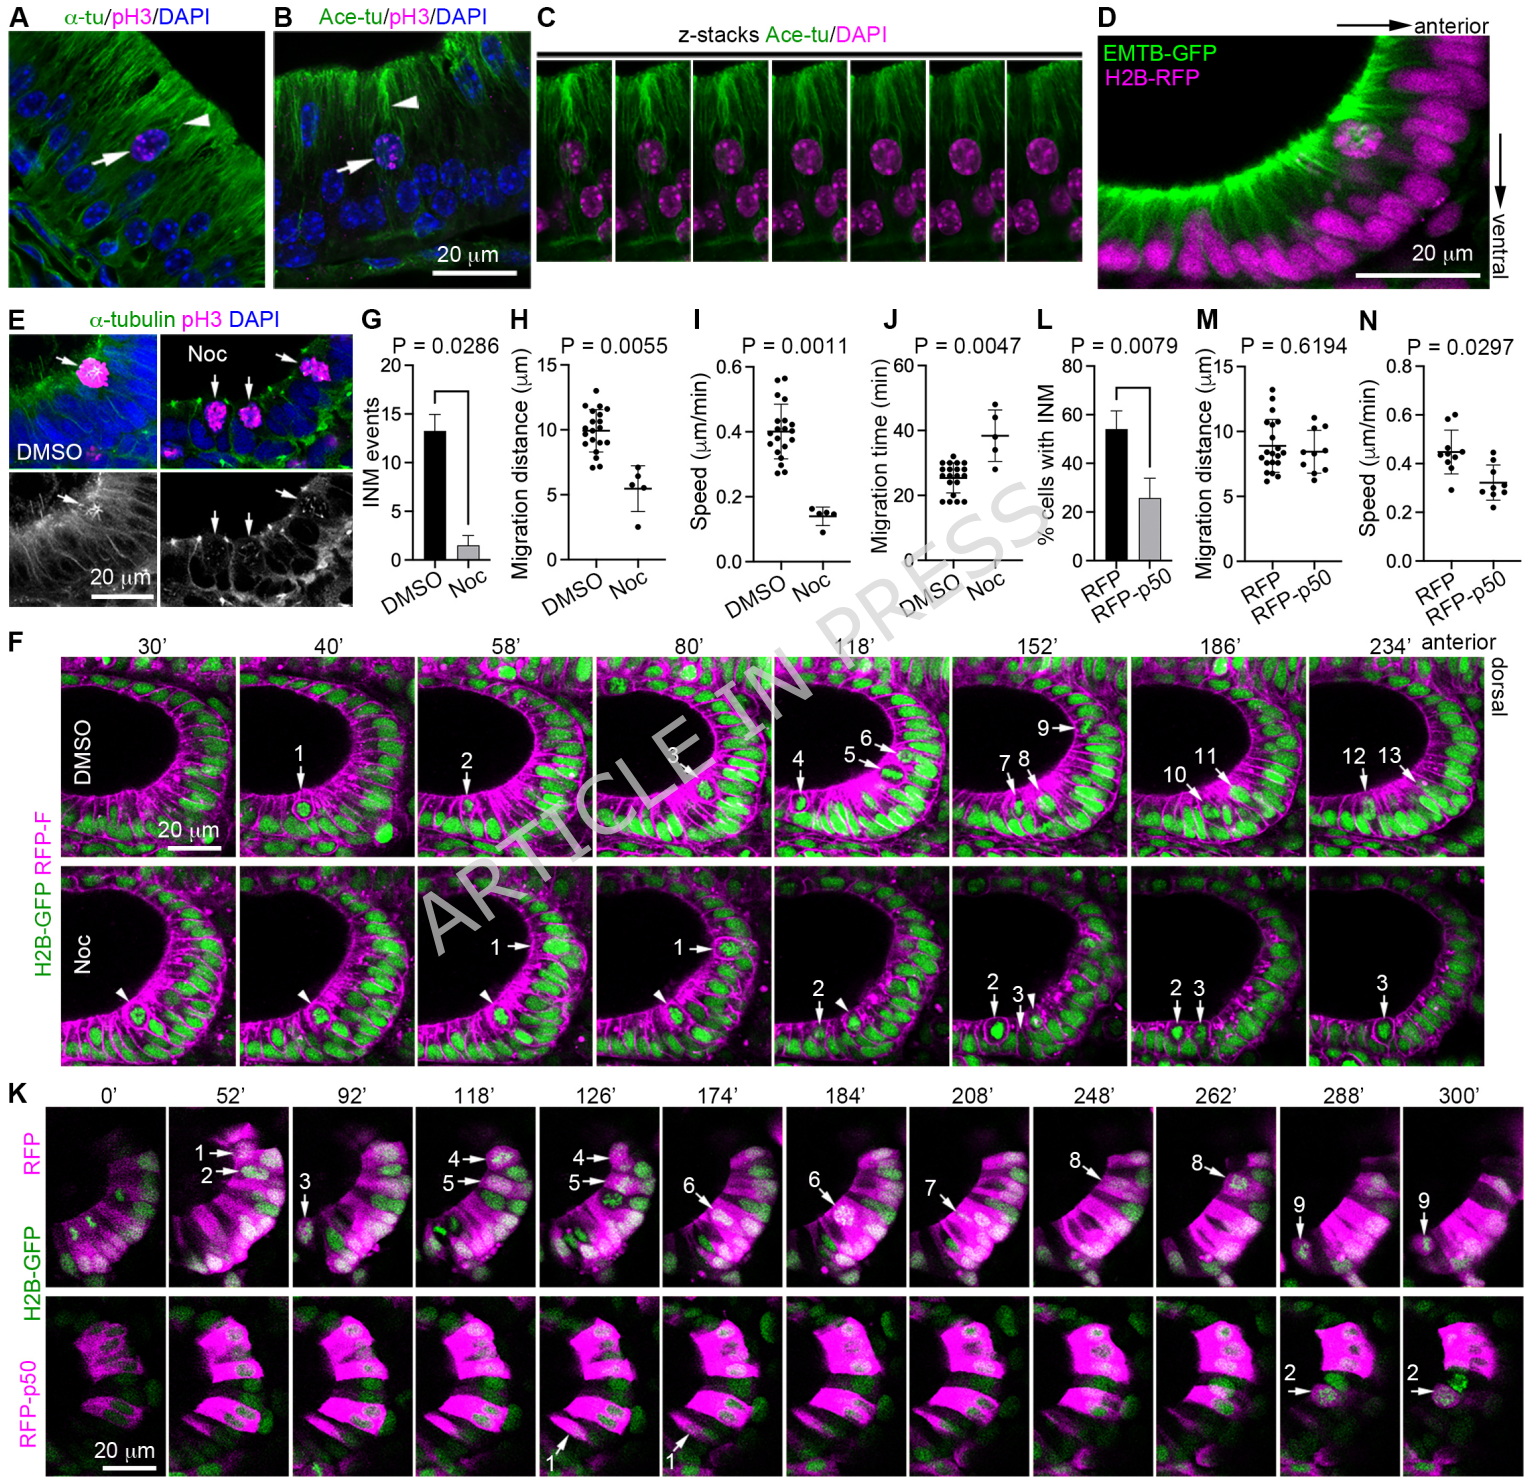 A α-tu/pH3/DAPI
B Ace-tu/pH3/DAPI
20 μm
C z-stacks Ace-tu/DAPI
D anterior
EMTB-GFP
H2B-RFP
ventral
20 μm
E α-tubulin pH3 DAPI
DMSO
Noc
20 μm
G P = 0.0286
INM events
20
15
10
5
0
DMSO
Noc
H P = 0.0055
Migration distance (μm)
15
10
5
0
DMSO
Noc
I P = 0.0011
Speed (μm/min)
0.6
0.4
0.2
0.0
DMSO
Noc
J P = 0.0047
Migration time (min)
60
40
20
0
DMSO
Noc
L P = 0.0079
% cells with INM
80
60
40
20
0
RFP
RFP-p50
M P = 0.6194
Migration distance (μm)
15
10
5
0
RFP
RFP-p50
N P = 0.0297
Speed (μm/min)
0.8
0.6
0.4
0.2
0.0
RFP
RFP-p50
ARTICLE IN PRESS
F 30’ 40’ 58’ 80’ 118’ 152’ 186’ 234’ anterior
dorsal
H2B-GFP RFP-F
DMSO
20 μm
1
2
3
4
5
6
7
8
9
10
11
12
13
Noc
1
1
2
2
3
2
3
3
K 0’ 52’ 92’ 118’ 126’ 174’ 184’ 208’ 248’ 262’ 288’ 300’
RFP
H2B-GFP
RFP-p50
1
2
3
4
5
4
5
6
6
7
8
8
9
9
20 μm
1
1
2
2